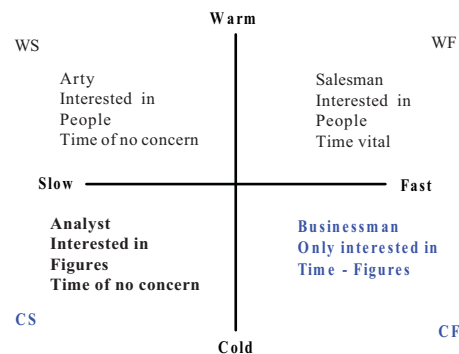 Warm
WS
WF
Arty
Interested in
People
Time of no concern
Salesman
Interested in
People
Time vital
Slow
Fast
Analyst
Interested in
Figures
Time of no concern
Businessman
Only interested in
Time - Figures
CS
CF
Cold